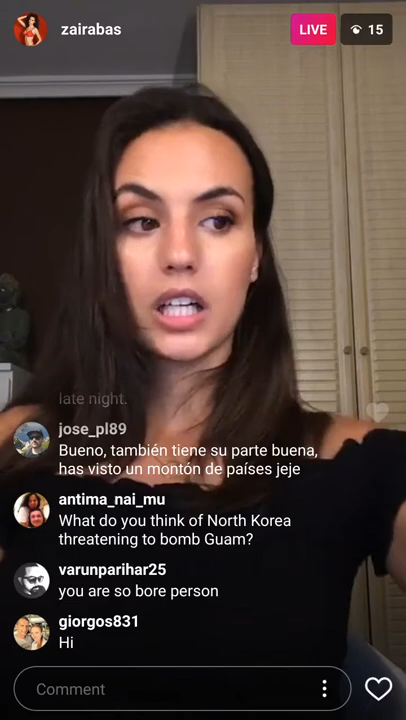 zairabas
LIVE
15
late night.
jose_pl89
Bueno, también tiene su parte buena,
has visto un montón de países jeje
antima_nai_mu
What do you think of North Korea
threatening to bomb Guam?
varunparihar25
you are so bore person
giorgos831
Hi
Comment